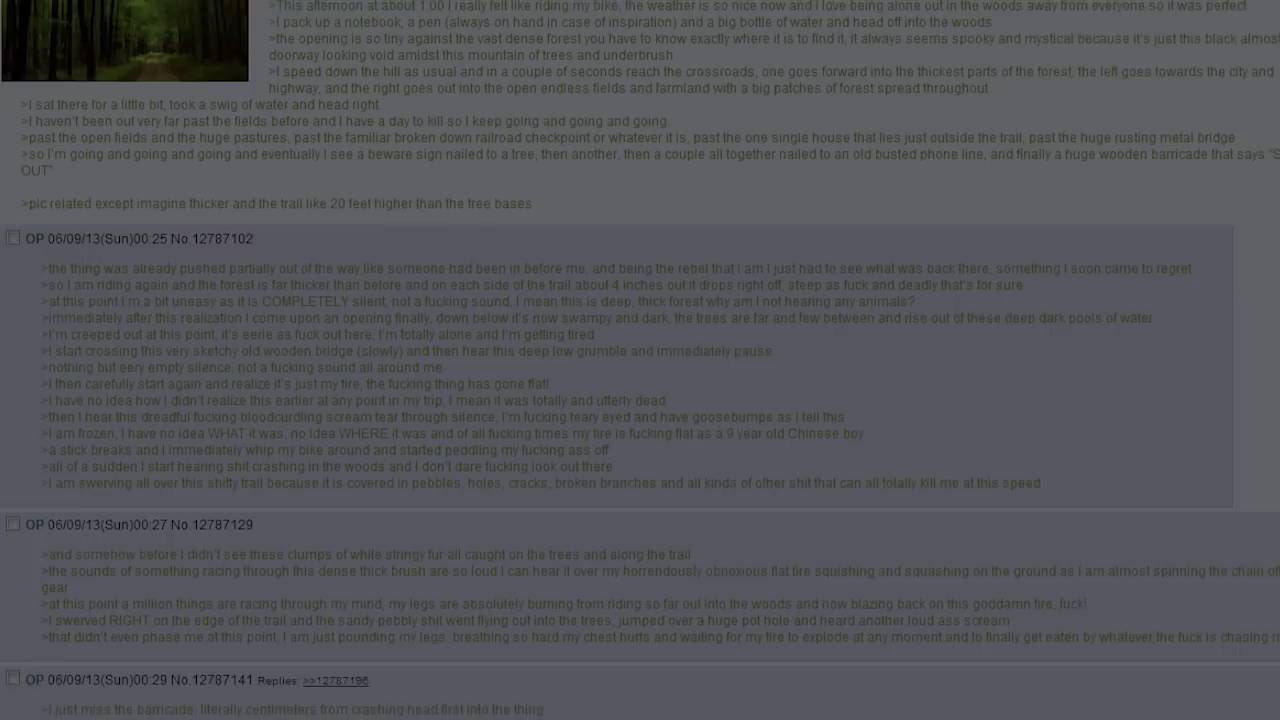 >This afternoon at about 1:00 I really felt like riding my bike, the weather is so nice now and I love being alone out in the woods away from everyone so it was perfect
>I pack up a notebook, a pen (always on hand in case of inspiration) and a big bottle of water and head off into the woods
>the opening is so tiny against the vast dense forest you have to know exactly where it is to find it, it always seems spooky and mystical because it's just this black almost
doorway looking void amidst this mountain of trees and underbrush
>I speed down the hill as usual and in a couple of seconds reach the crossroads, one goes forward into the thickest parts of the forest, the left goes towards the city and
highway, and the right goes out into the open endless fields and farmland with a big patches of forest spread throughout
>I sat there for a little bit, took a swig of water and head right
>I haven't been out very far past the fields before and I have a day to kill so I keep going and going and going.
>past the open fields and the huge pastures, past the familiar broken down railroad checkpoint or whatever it is, past the one single house that lies just outside the trail, past the huge rusting metal bridge
>so I'm going and going and going and eventually I see a beware sign nailed to a tree, then another, then a couple all together nailed to an old busted phone line, and finally a huge wooden barricade that says "S
OUT"
>pic related except imagine thicker and the trail like 20 feet higher than the tree bases
OP 06/09/13(Sun)00:25 No.12787102
>the thing was already pushed partially out of the way like someone had been in before me, and being the rebel that I am I just had to see what was back there, something I soon came to regret
>so I am riding again and the forest is far thicker than before and on each side of the trail about 4 inches out it drops right off, steep as fuck and deadly that's for sure
>at this point I'm a bit uneasy as it is COMPLETELY silent, not a fucking sound, I mean this is deep, thick forest why am I not hearing any animals?
>immediately after this realization I come upon an opening finally, down below it's now swampy and dark, the trees are far and few between and rise out of these deep dark pools of water
>I'm creeped out at this point, it's eerie as fuck out here, I'm totally alone and I'm getting tired
>I start crossing this very sketchy old wooden bridge (slowly) and then hear this deep low grumble and immediately pause
>nothing but eery empty silence, not a fucking sound all around me
>I then carefully start again and realize it's just my tire, the fucking thing has gone flat!
>I have no idea how I didn't realize this earlier at any point in my trip, I mean it was totally and utterly dead
>then I hear this dreadful fucking bloodcurdling scream tear through silence, I'm fucking teary eyed and have goosebumps as I tell this
>I am frozen, I have no idea WHAT it was, no idea WHERE it was and of all fucking times my tire is fucking flat as a 9 year old Chinese boy
>a stick breaks and I immediately whip my bike around and started peddling my fucking ass off
>all of a sudden I start hearing shit crashing in the woods and I don't dare fucking look out there
>I am swerving all over this shitty trail because it is covered in pebbles, holes, cracks, broken branches and all kinds of other shit that can all totally kill me at this speed
OP 06/09/13(Sun)00:27 No.12787129
>and somehow before I didn't see these clumps of white stringy fur all caught on the trees and along the trail
>the sounds of something racing through this dense thick brush are so loud I can hear it over my horrendously obnoxious flat tire squishing and squashing on the ground as I am almost spinning the chain of
gear
>at this point a million things are racing through my mind, my legs are absolutely burning from riding so far out into the woods and now blazing back on this goddamn fire, fuck!
>I swerved RIGHT on the edge of the trail and the sandy pebbly shit went flying out into the trees, jumped over a huge pot hole and heard another loud ass scream
>that didn't even phase me at this point, I am just pounding my legs, breathing so hard my chest hurts and waiting for my tire to explode at any moment and to finally get eaten by whatever the fuck is chasing m
OP 06/09/13(Sun)00:29 No.12787141 Replies: >>12787196
>I just miss the barricade, literally centimeters from crashing head first into the thing